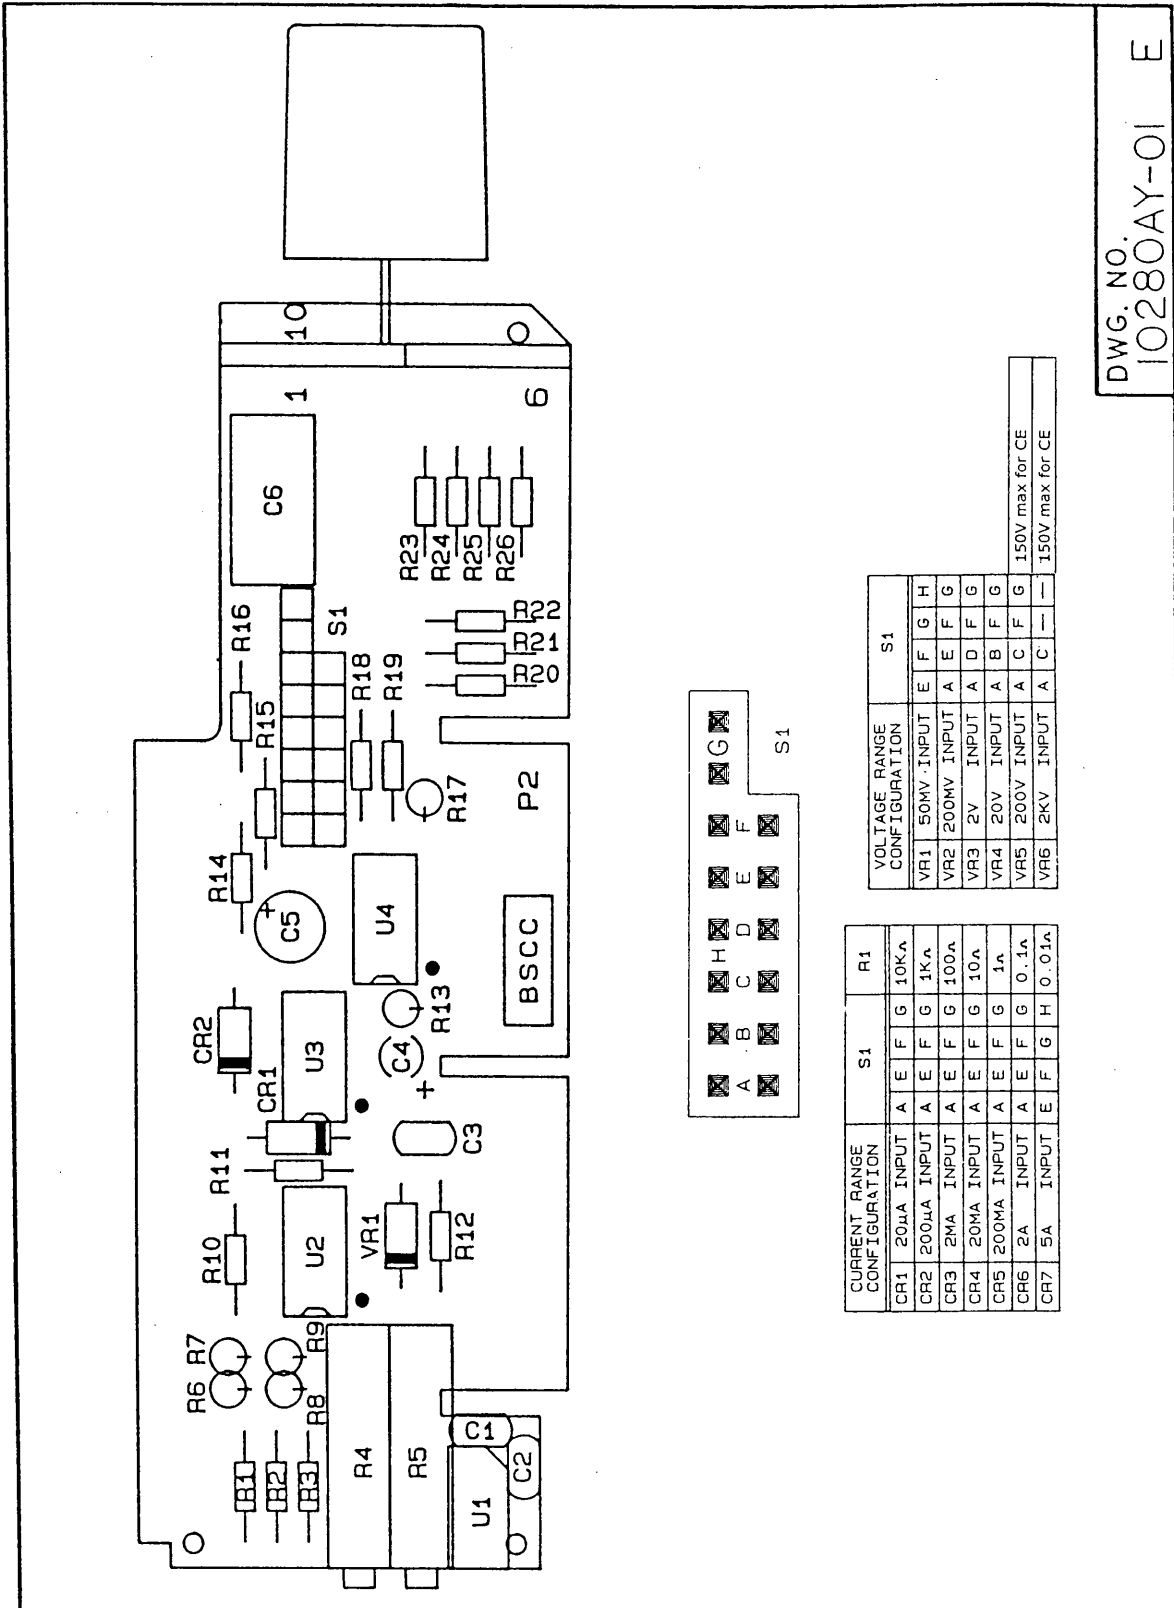 DWG. NO.
10280AY-01 E
C6
1
10
6
R16
S1
R15
R18
R19
R14
R17
R23
R24
R25
R26
R22
R21
R20
P2
C5
+
U4
BSCC
CR2
U3
R13
C4
+
CR1
C3
R11
R10
U2
VR1
R12
R7
R6
R9
R8
R1
R2
R3
R4
R5
C1
C2
U1
A B C H D E F G
S1
CURRENT RANGE CONFIGURATION S1 R1
CR1 20µA INPUT A E F G 10KΩ
CR2 200µA INPUT A E F G 1KΩ
CR3 2MA INPUT A E F G 100Ω
CR4 20MA INPUT A E F G 10Ω
CR5 200MA INPUT A E F G 1Ω
CR6 2A INPUT A E F G 0.1Ω
CR7 5A INPUT E F G H 0.01Ω
VOLTAGE RANGE CONFIGURATION S1
VR1 50MV INPUT E F G H
VR2 200MV INPUT A E F G
VR3 2V INPUT A D F G
VR4 20V INPUT A B F G
VR5 200V INPUT A C F G 150V max for CE
VR6 2KV INPUT A C — — 150V max for CE